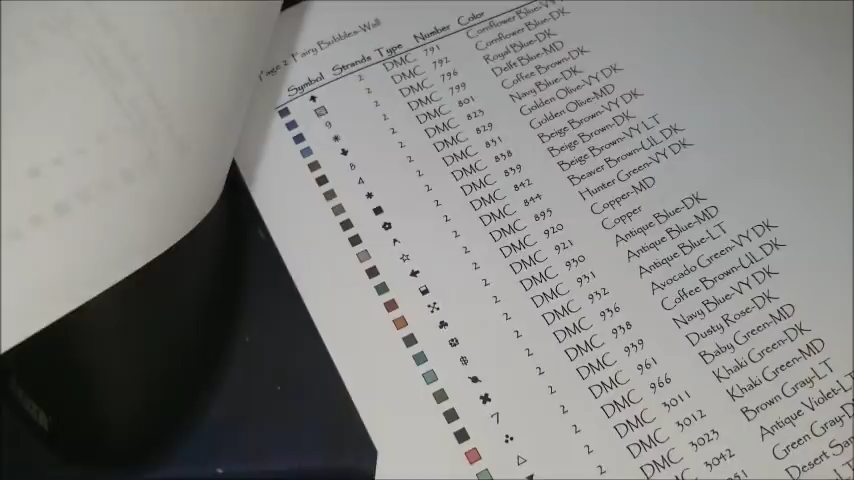 Page 2 Fairy Bubbles-Wall
Symbol Strands Type Number Color
2 DMC 791 Cornflower Blue-VY
2 DMC 792 Cornflower Blue-DK
9 2 DMC 796 Royal Blue-DK
2 DMC 799 Delft Blue-MD
2 DMC 801 Coffee Brown-DK
8 2 DMC 823 Navy Blue-DK
4 2 DMC 829 Golden Olive-VY DK
2 DMC 831 Golden Olive-MD
2 DMC 838 Beige Brown-VY DK
2 DMC 839 Beige Brown-DK
2 DMC 842 Beige Brown-VY LT
2 DMC 844 Beaver Brown-UL DK
2 DMC 895 Hunter Green-VY DK
2 DMC 920 Copper-MD
2 DMC 921 Copper
2 DMC 930 Antique Blue-DK
2 DMC 931 Antique Blue-MD
2 DMC 932 Antique Blue-LT
2 DMC 936 Avocado Green-VY DK
2 DMC 938 Coffee Brown-UL DK
7 2 DMC 939 Navy Blue-VY DK
2 DMC 961 Dusty Rose-DK
2 DMC 966 Baby Green-MD
DMC 3011 Khaki Green-DK
DMC 3012 Khaki Green-MD
DMC 3023 Brown Gray-LT
3042 Antique Violet-LT
Green Gray-D
Desert San